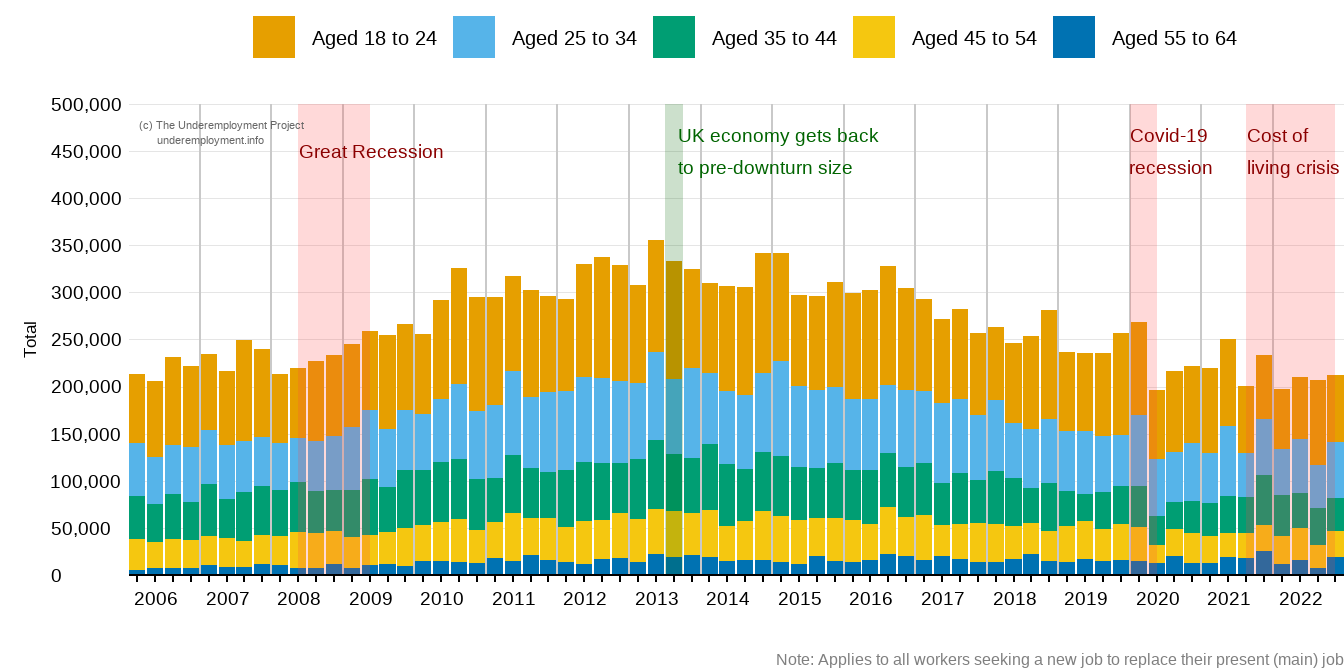 Aged 18 to 24 Aged 25 to 34 Aged 35 to 44 Aged 45 to 54 Aged 55 to 64
500,000
(c) The Underemployment Project
underemployment.info
Great Recession
UK economy gets back
to pre-downturn size
Covid-19
recession
Cost of
living crisis
450,000
400,000
350,000
300,000
250,000
200,000
150,000
100,000
50,000
0
Total
2006 2007 2008 2009 2010 2011 2012 2013 2014 2015 2016 2017 2018 2019 2020 2021 2022
Note: Applies to all workers seeking a new job to replace their present (main) job